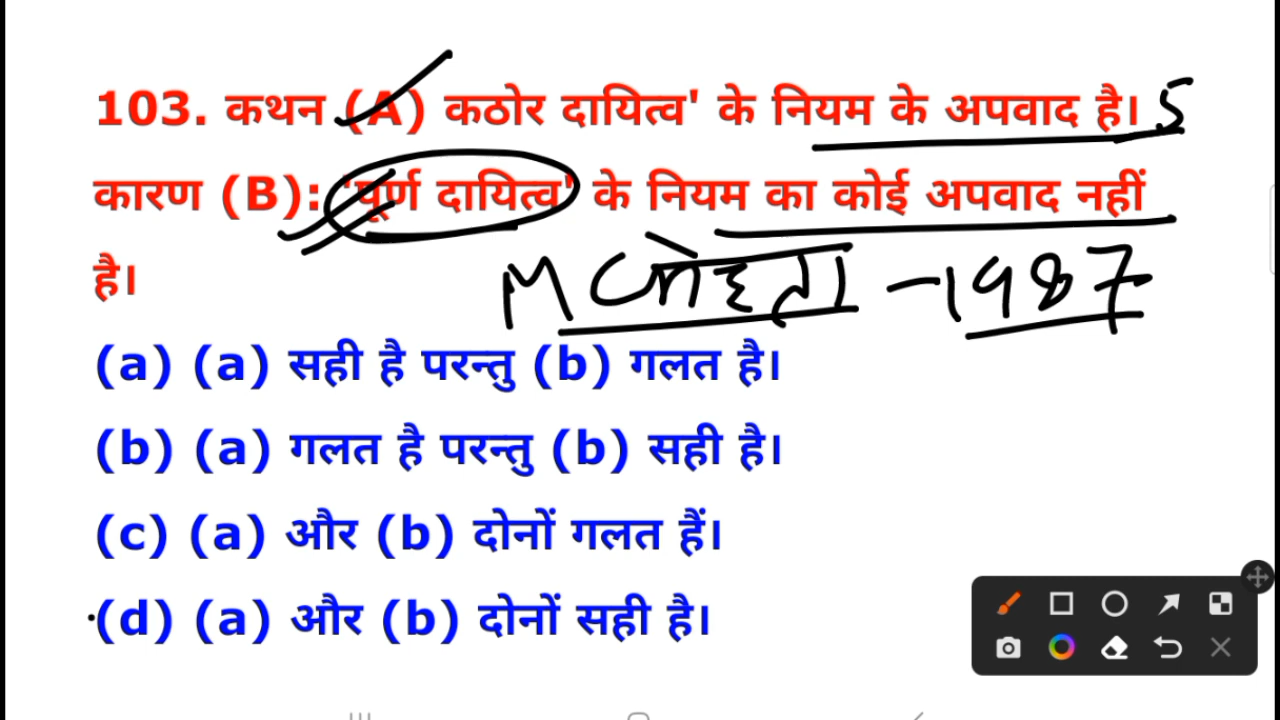 103. कथन (A) कठोर दायित्व' के नियम के अपवाद है। 5
कारण (B): 'पूर्ण दायित्व' के नियम का कोई अपवाद नहीं
है।
M C मेहता - 1987
(a) (a) सही है परन्तु (b) गलत है।
(b) (a) गलत है परन्तु (b) सही है।
(c) (a) और (b) दोनों गलत हैं।
(d) (a) और (b) दोनों सही है।